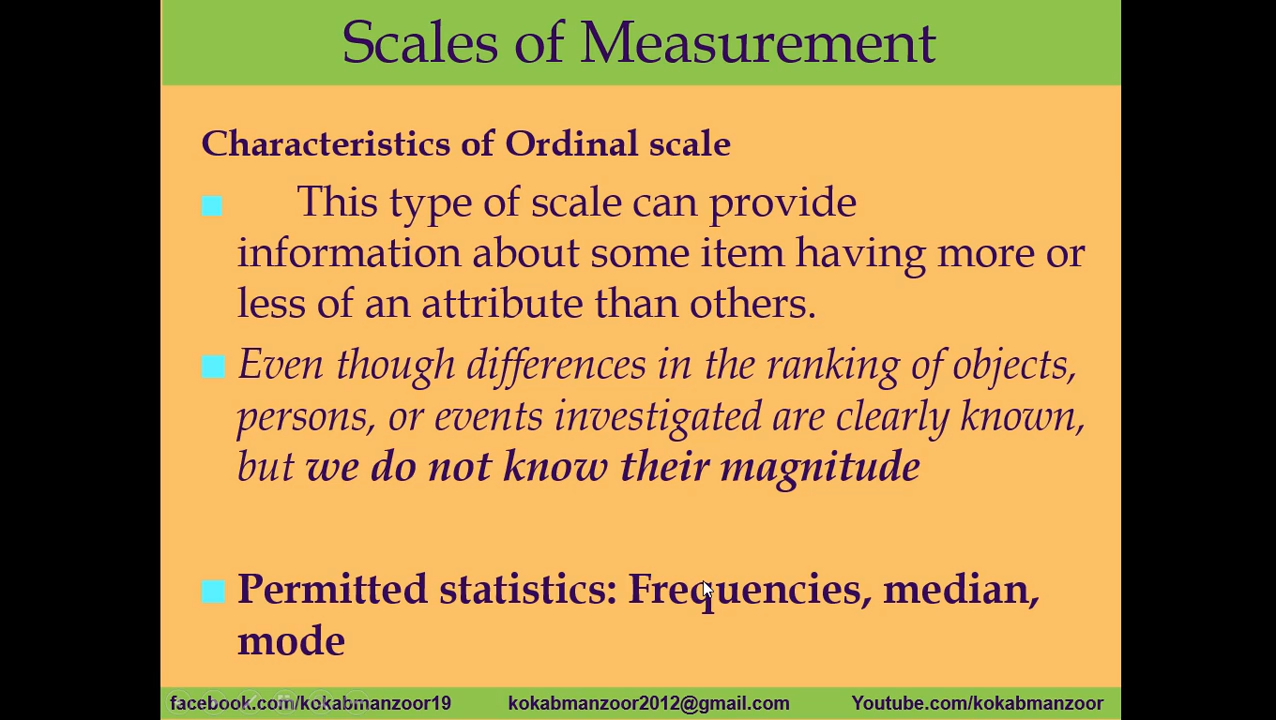 Scales of Measurement
Characteristics of Ordinal scale
This type of scale can provide
information about some item having more or
less of an attribute than others.
Even though differences in the ranking of objects,
persons, or events investigated are clearly known,
but we do not know their magnitude
Permitted statistics: Frequencies, median,
mode
facebook.com/kokabmanzoor19 kokabmanzoor2012@gmail.com Youtube.com/kokabmanzoor